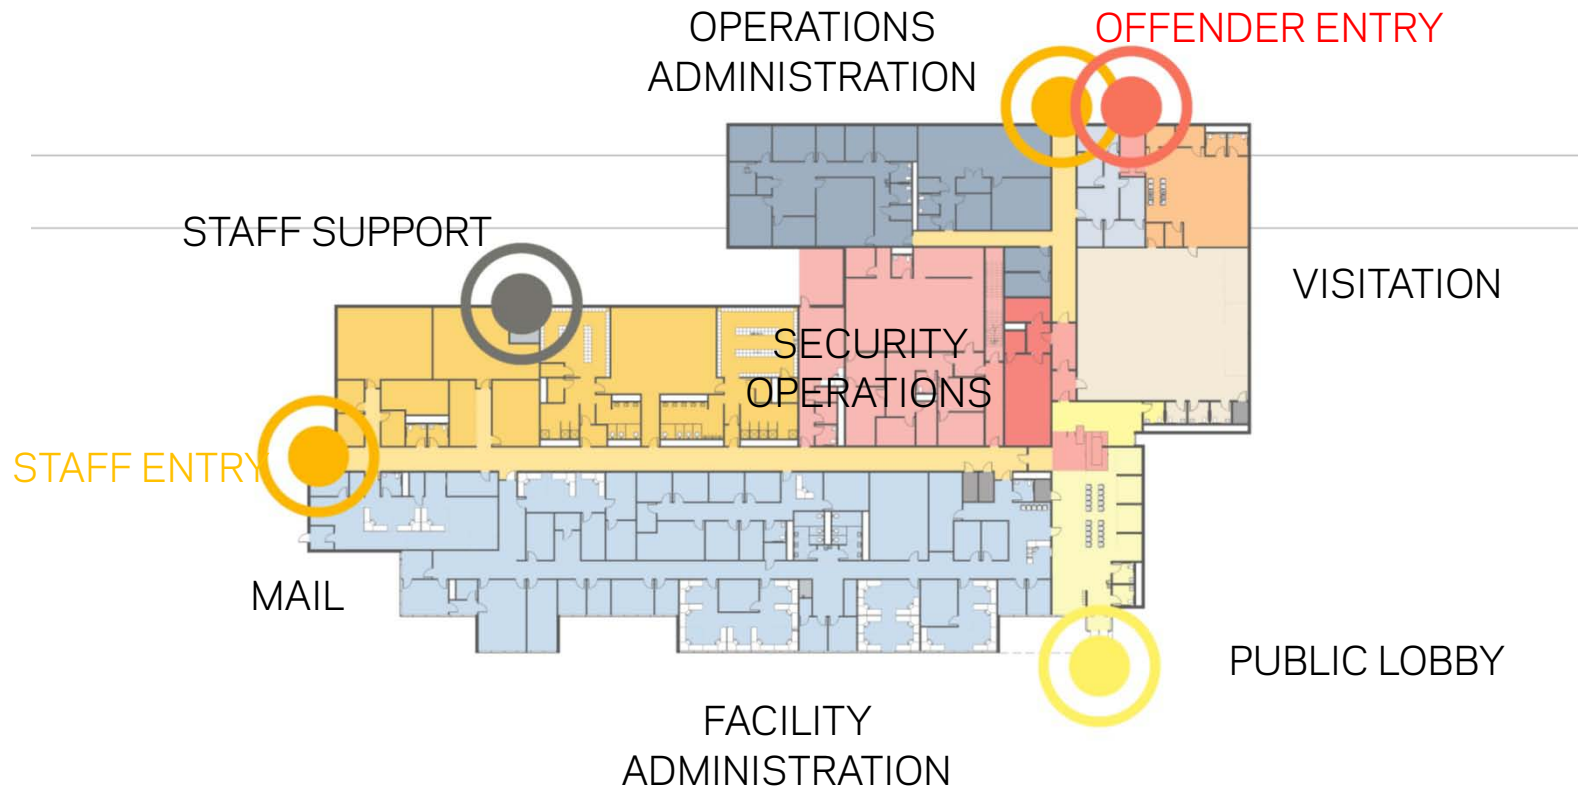 OPERATIONS
ADMINISTRATION
OFFENDER ENTRY
STAFF SUPPORT
VISITATION
SECURITY
OPERATIONS
STAFF ENTRY
MAIL
PUBLIC LOBBY
FACILITY
ADMINISTRATION